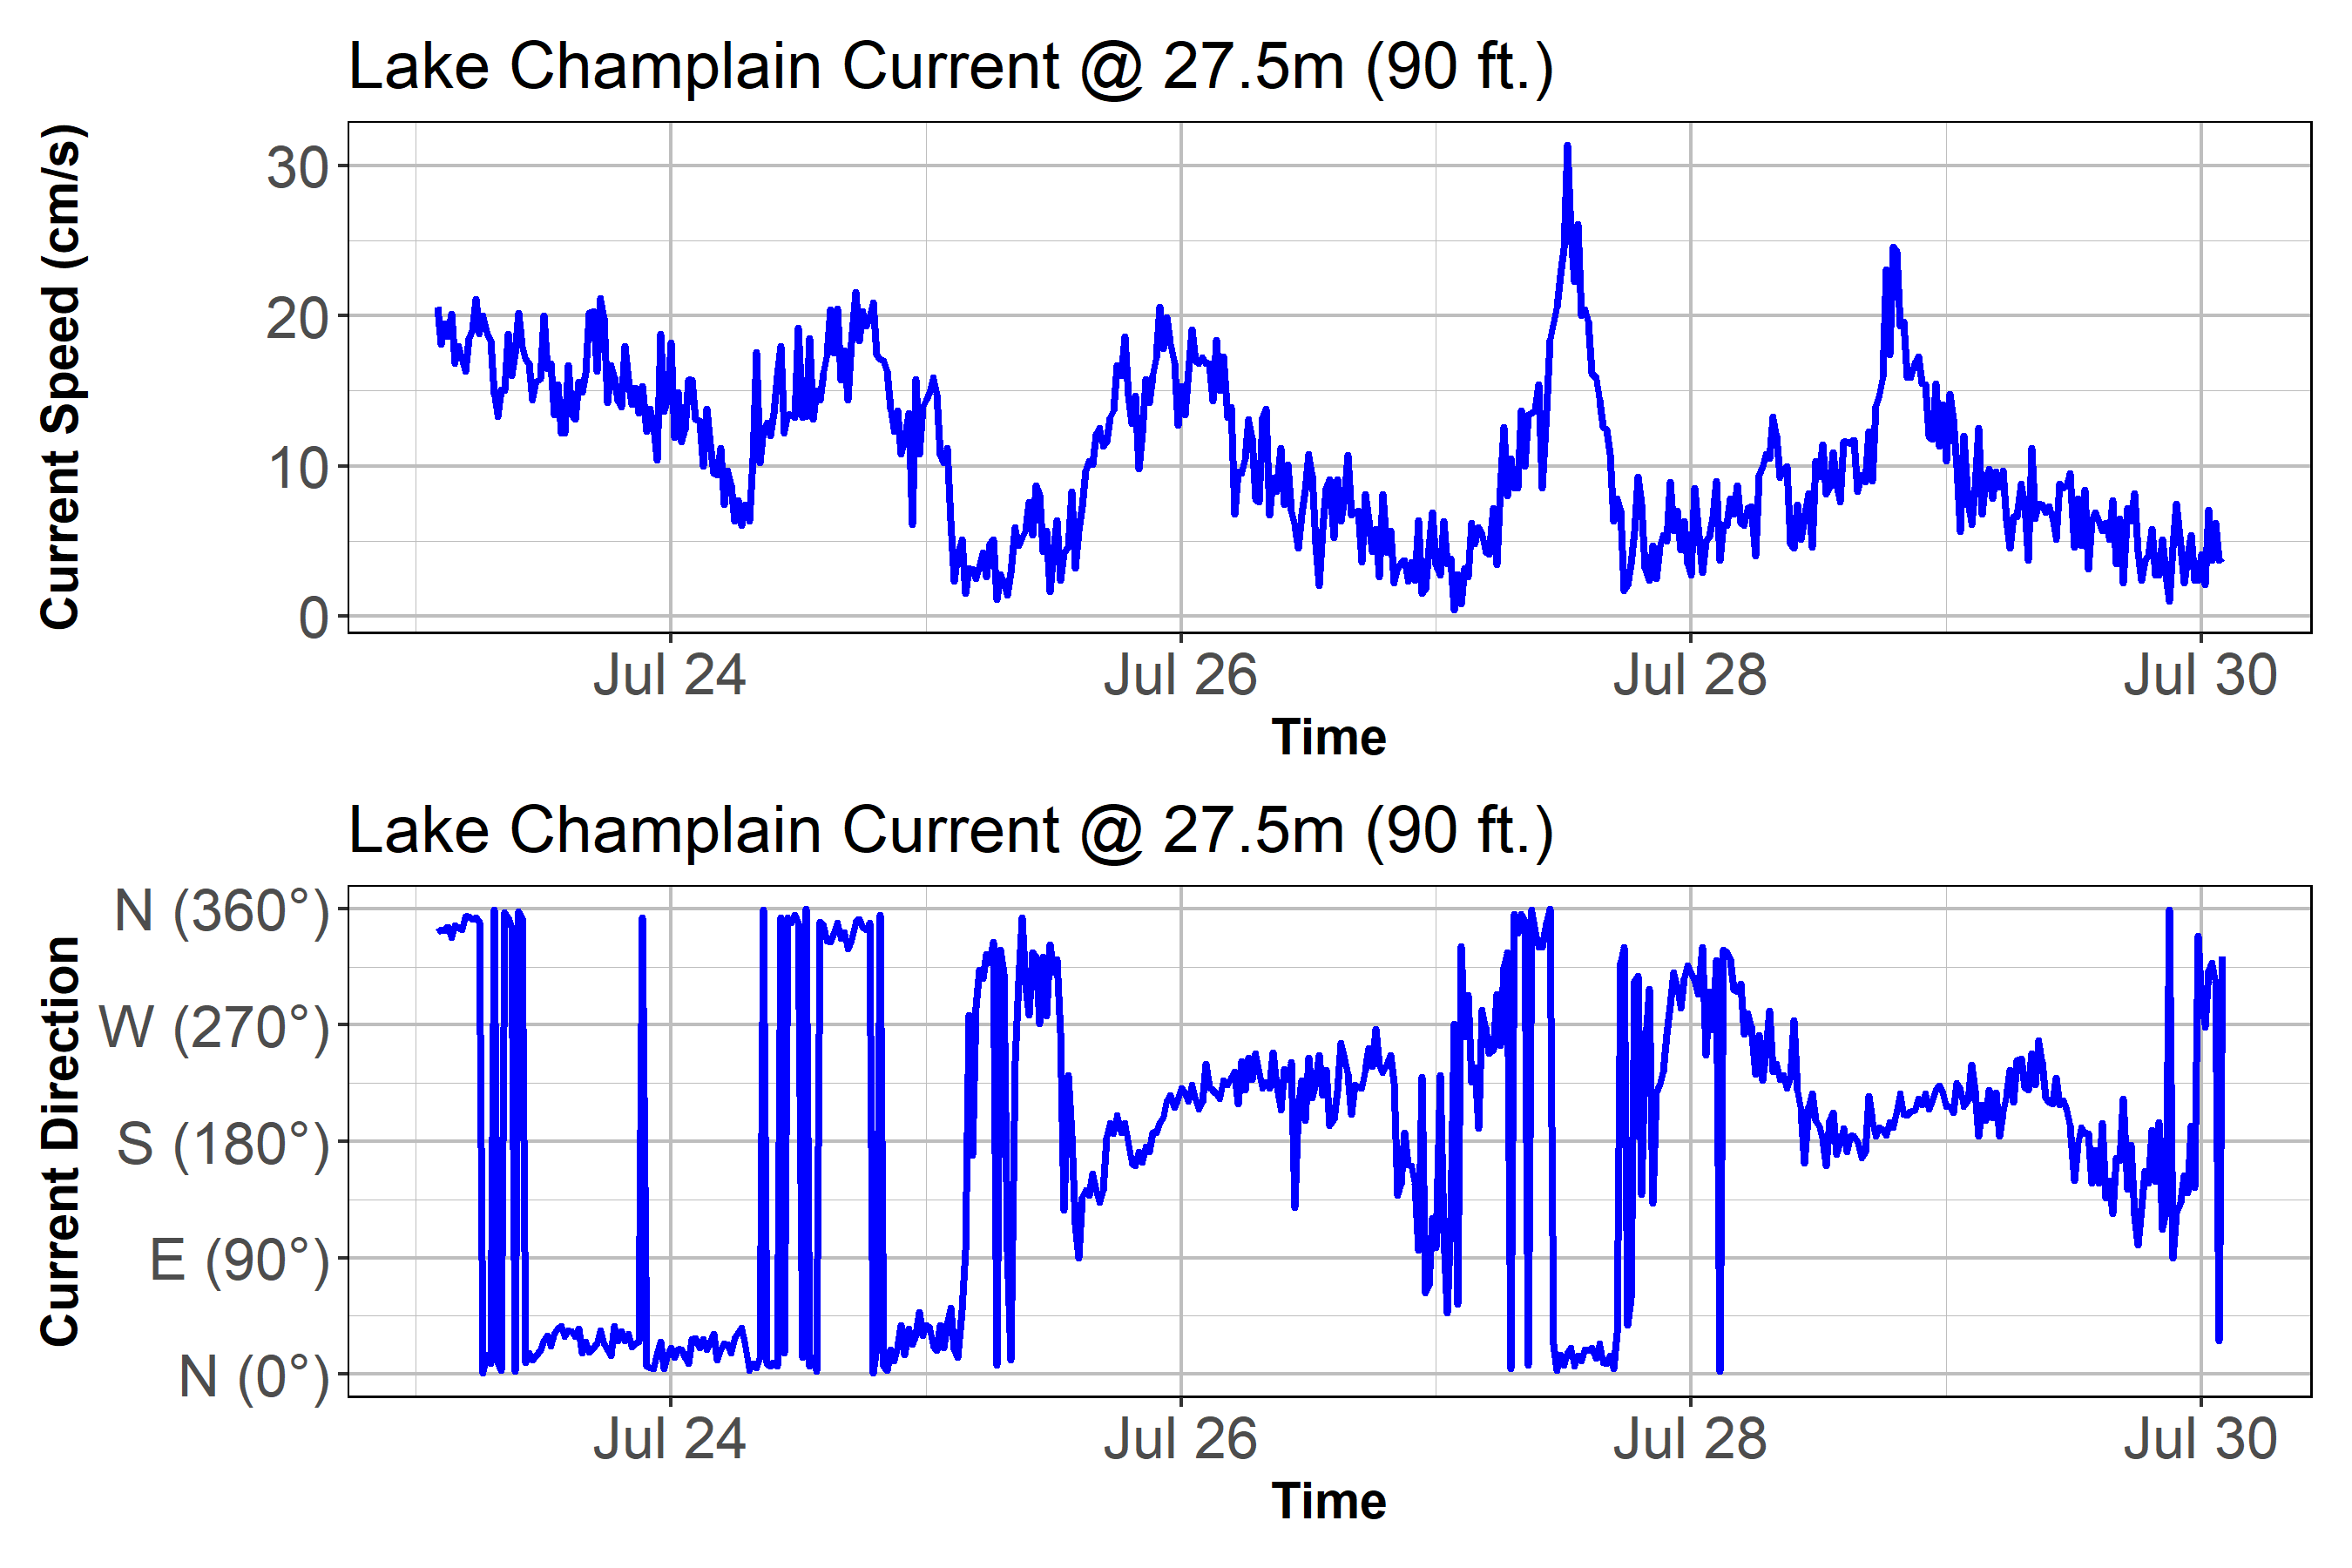 Lake Champlain Current @ 27.5m (90 ft.)
Current Speed (cm/s)
30
20
10
0
Jul 24
Jul 26
Jul 28
Jul 30
Time
Lake Champlain Current @ 27.5m (90 ft.)
Current Direction
N (360°)
W (270°)
S (180°)
E (90°)
N (0°)
Jul 24
Jul 26
Jul 28
Jul 30
Time